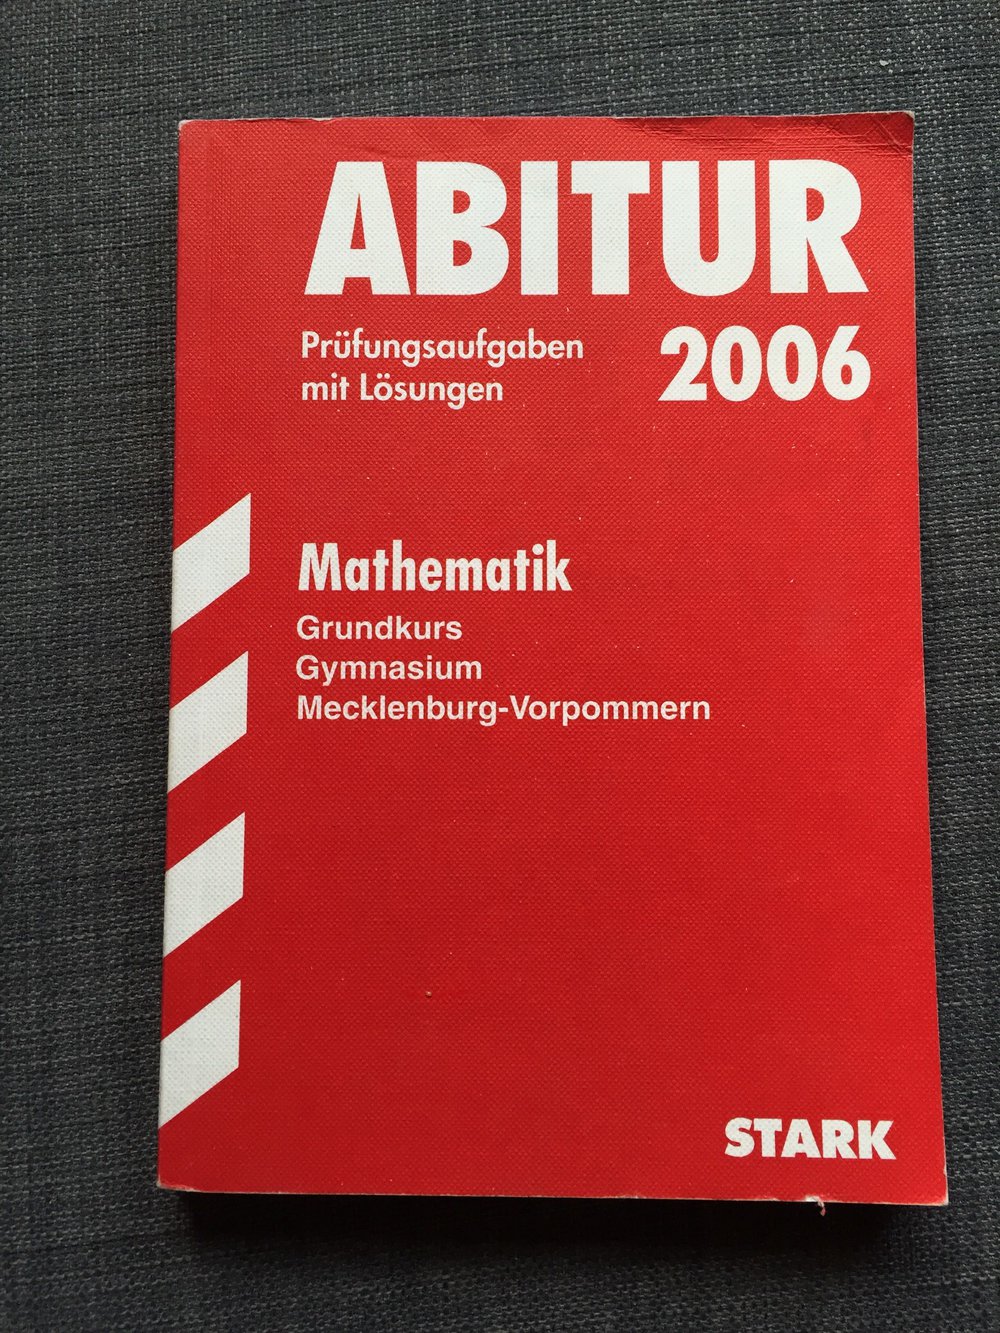 ABITUR
Prüfungsaufgaben
mit Lösungen
2006
Mathematik
Grundkurs
Gymnasium
Mecklenburg-Vorpommern
STARK